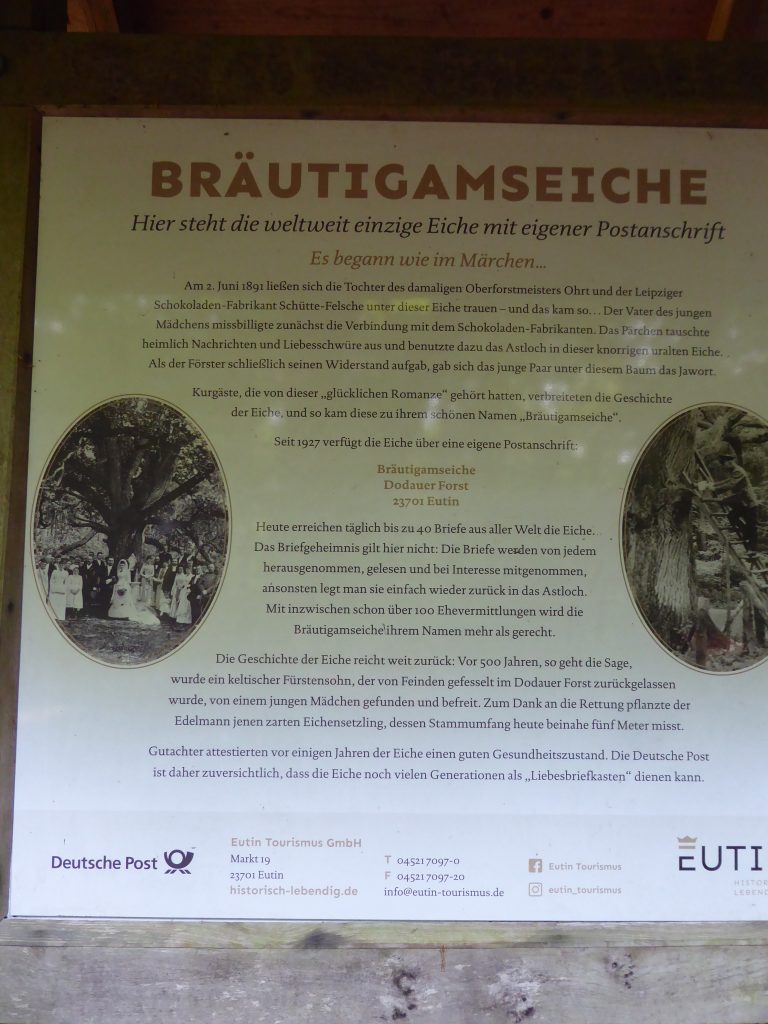 BRÄUTIGAMSEICHE
Hier steht die weltweit einzige Eiche mit eigener Postanschrift
Es begann wie im Märchen...
Am 2. Juni 1891 ließen sich die Tochter des damaligen Oberforstmeisters Ohrt und der Leipziger
Schokoladen-Fabrikant Schütte-Felsche unter dieser Eiche trauen – und das kam so... Der Vater des jungen
Mädchens missbilligte zunächst die Verbindung mit dem Schokoladen-Fabrikanten. Das Pärchen tauschte
heimlich Nachrichten und Liebesschwüre aus und benutzte dazu das Astloch in dieser knorrigen uralten Eiche.
Als der Förster schließlich seinen Widerstand aufgab, gab sich das junge Paar unter diesem Baum das Jawort.
Kurgäste, die von dieser „glücklichen Romanze“ gehört hatten, verbreiteten die Geschichte
der Eiche, und so kam diese zu ihrem schönen Namen „Bräutigamseiche“.
Seit 1927 verfügt die Eiche über eine eigene Postanschrift:
Bräutigamseiche
Dodauer Forst
23701 Eutin
Heute erreichen täglich bis zu 40 Briefe aus aller Welt die Eiche.
Das Briefgeheimnis gilt hier nicht: Die Briefe werden von jedem
herausgenommen, gelesen und bei Interesse mitgenommen,
ansonsten legt man sie einfach wieder zurück in das Astloch.
Mit inzwischen schon über 100 Ehevermittlungen wird die
Bräutigamseiche ihrem Namen mehr als gerecht.
Die Geschichte der Eiche reicht weit zurück: Vor 500 Jahren, so geht die Sage,
wurde ein keltischer Fürstensohn, der von Feinden gefesselt im Dodauer Forst zurückgelassen
wurde, von einem jungen Mädchen gefunden und befreit. Zum Dank an die Rettung pflanzte der
Edelmann jenen zarten Eichensetzling, dessen Stammumfang heute beinahe fünf Meter misst.
Gutachter attestierten vor einigen Jahren der Eiche einen guten Gesundheitszustand. Die Deutsche Post
ist daher zuversichtlich, dass die Eiche noch vielen Generationen als „Liebesbriefkasten“ dienen kann.
Deutsche Post
Eutin Tourismus GmbH
Markt 19
23701 Eutin
historisch-lebendig.de
T 04521 7097-0
F 04521 7097-20
info@eutin-tourismus.de
Eutin Tourismus
eutin_tourismus
EUTI
HISTOR
LEBEND